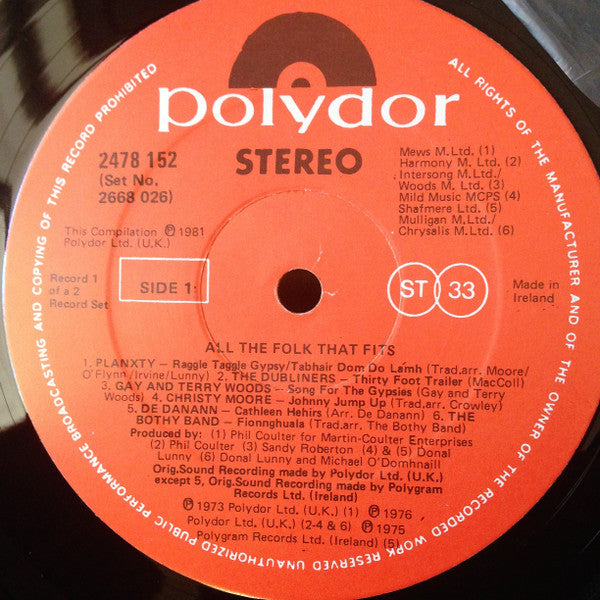 polydor
2478 152
(Set No.
2668 026)
STEREO
Mews M.Ltd. (1)
Harmony M. Ltd. (2)
Intersong M.Ltd./
Woods M. Ltd. (3)
Mild Music MCPS (4)
Shafmere Ltd. (5)
Mulligan M.Ltd./
Chrysalis M.Ltd. (6)
This Compilation ℗ 1981
Polydor Ltd. (U.K.)
Record 1
of a 2
Record Set
SIDE 1:
ST 33
Made in
Ireland
ALL THE FOLK THAT FITS
1. PLANXTY – Raggle Taggle Gypsy/Tabhair Dom Do Lamh (Trad.arr. Moore/
O'Flynn/Irvine/Lunny) 2. THE DUBLINERS – Thirty Foot Trailer (MacColl)
3. GAY AND TERRY WOODS – Song For The Gypsies (Gay and Terry
Woods) 4. CHRISTY MOORE – Johnny Jump Up (Trad.arr. Crowley)
5. DE DANANN – Cathleen Hehirs (Arr. De Danann) 6. THE
BOTHY BAND – Fionnghuala (Trad.arr. The Bothy Band)
Produced by: (1) Phil Coulter for Martin-Coulter Enterprises
(2) Phil Coulter (3) Sandy Roberton (4) & (5) Donal
Lunny (6) Donal Lunny and Michael O'Domhnaill
Orig.Sound Recording made by Polydor Ltd. (U.K.)
except 5, Orig.Sound Recording made by Polygram
Records Ltd. (Ireland)
℗ 1973 Polydor Ltd. (U.K.) (1) ℗ 1976
Polydor Ltd. (U.K.) (2-4 & 6) ℗ 1975
Polygram Records Ltd. (Ireland) (5)
ALL RIGHTS OF THE MANUFACTURER AND OF THE OWNER OF THE RECORDED WORK RESERVED UNAUTHORIZED PUBLIC PERFORMANCE BROADCASTING AND COPYING OF THIS RECORD PROHIBITED